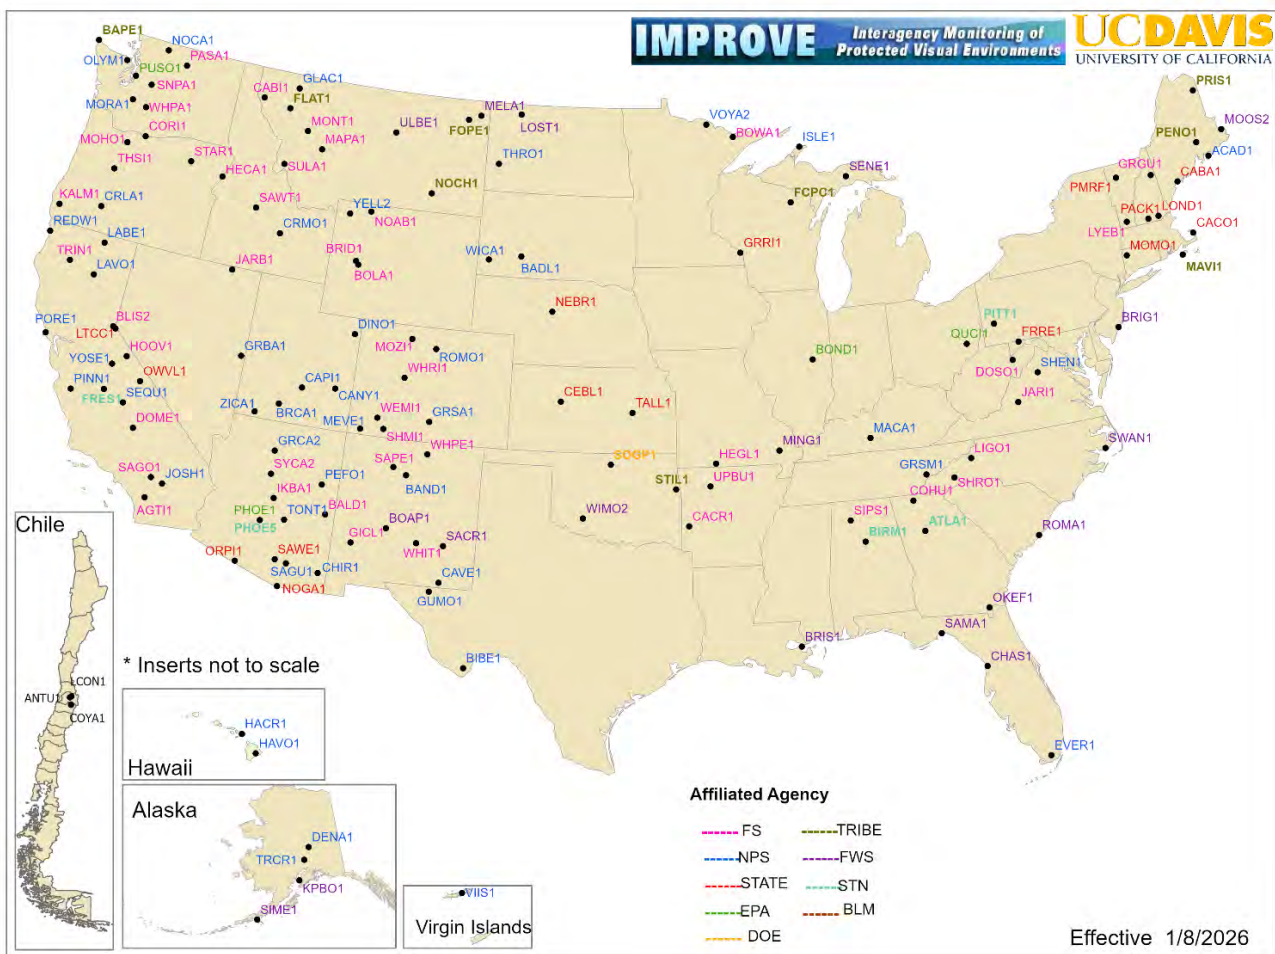 IMPROVE
Interagency Monitoring of
Protected Visual Environments
UCDAVIS
UNIVERSITY OF CALIFORNIA
BAPE1
NOCA1
OLYM1
PASA1
PUSO1
SNPA1
MORA1
WHPA1
CORI1
MOHO1
THSI1
STAR1
HECA1
KALM1
CRLA1
REDW1
LABE1
TRIN1
LAVO1
GLAC1
CABI1
FLAT1
MONT1
MAPA1
SULA1
ULBE1
MELA1
FOPE1
LOST1
THRO1
NOCH1
SAWT1
CRMO1
YELL2
NOAB1
BRID1
BOLA1
JARB1
WICA1
BADL1
NEBR1
VOYA2
BOWA1
ISLE1
SENE1
FCPC1
GRRI1
PRIS1
MOOS2
PENO1
ACAD1
GRGU1
CABA1
PMRF1
PACK1
LOND1
LYEB1
CACO1
MOMO1
MAVI1
PORE1
BLIS2
LTCC1
HOOV1
YOSE1
OWVL1
PINN1
SEQU1
FRES1
DOME1
GRBA1
DINO1
MOZI1
ROMO1
WHRI1
CAPI1
CANY1
ZICA1
BRCA1
MEVE1
WEMI1
GRSA1
SHMI1
WHPE1
CEBL1
TALL1
BOND1
PITT1
QUCI1
FRRE1
BRIG1
DOSO1
SHEN1
JARI1
SAGO1
JOSH1
AGTI1
GRCA2
SYCA2
PEFO1
SAPE1
BAND1
IKBA1
BALD1
PHOE1
TONT1
PHOE5
GICL1
BOAP1
SACR1
WHIT1
ORPI1
SAWE1
SAGU1
CHIR1
NOGA1
CAVE1
GUMO1
BIBE1
SCGP1
STIL1
WIMO2
HEGL1
UPBU1
CACR1
MING1
MACA1
GRSM1
LIGO1
SHRO1
COHU1
SWAN1
SIPS1
BIRM1
ATLA1
ROMA1
OKEF1
SAMA1
CHAS1
BRIS1
EVER1
Chile
LCON1
ANTU1
COYA1
* Inserts not to scale
HACR1
HAVO1
Hawaii
Alaska
DENA1
TRCR1
KPBO1
SIME1
VIIS1
Virgin Islands
Affiliated Agency
FS
TRIBE
NPS
FWS
STATE
STN
EPA
BLM
DOE
Effective 1/8/2026